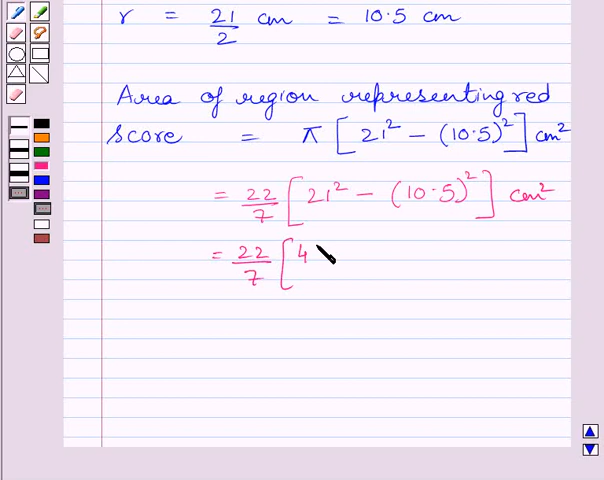 r = 21/2 cm = 10.5 cm
Area of region representing red
score = π [ 21² − (10.5)² ] cm²
= 22/7 [ 21² − (10.5)² ] cm²
= 22/7 [ 4